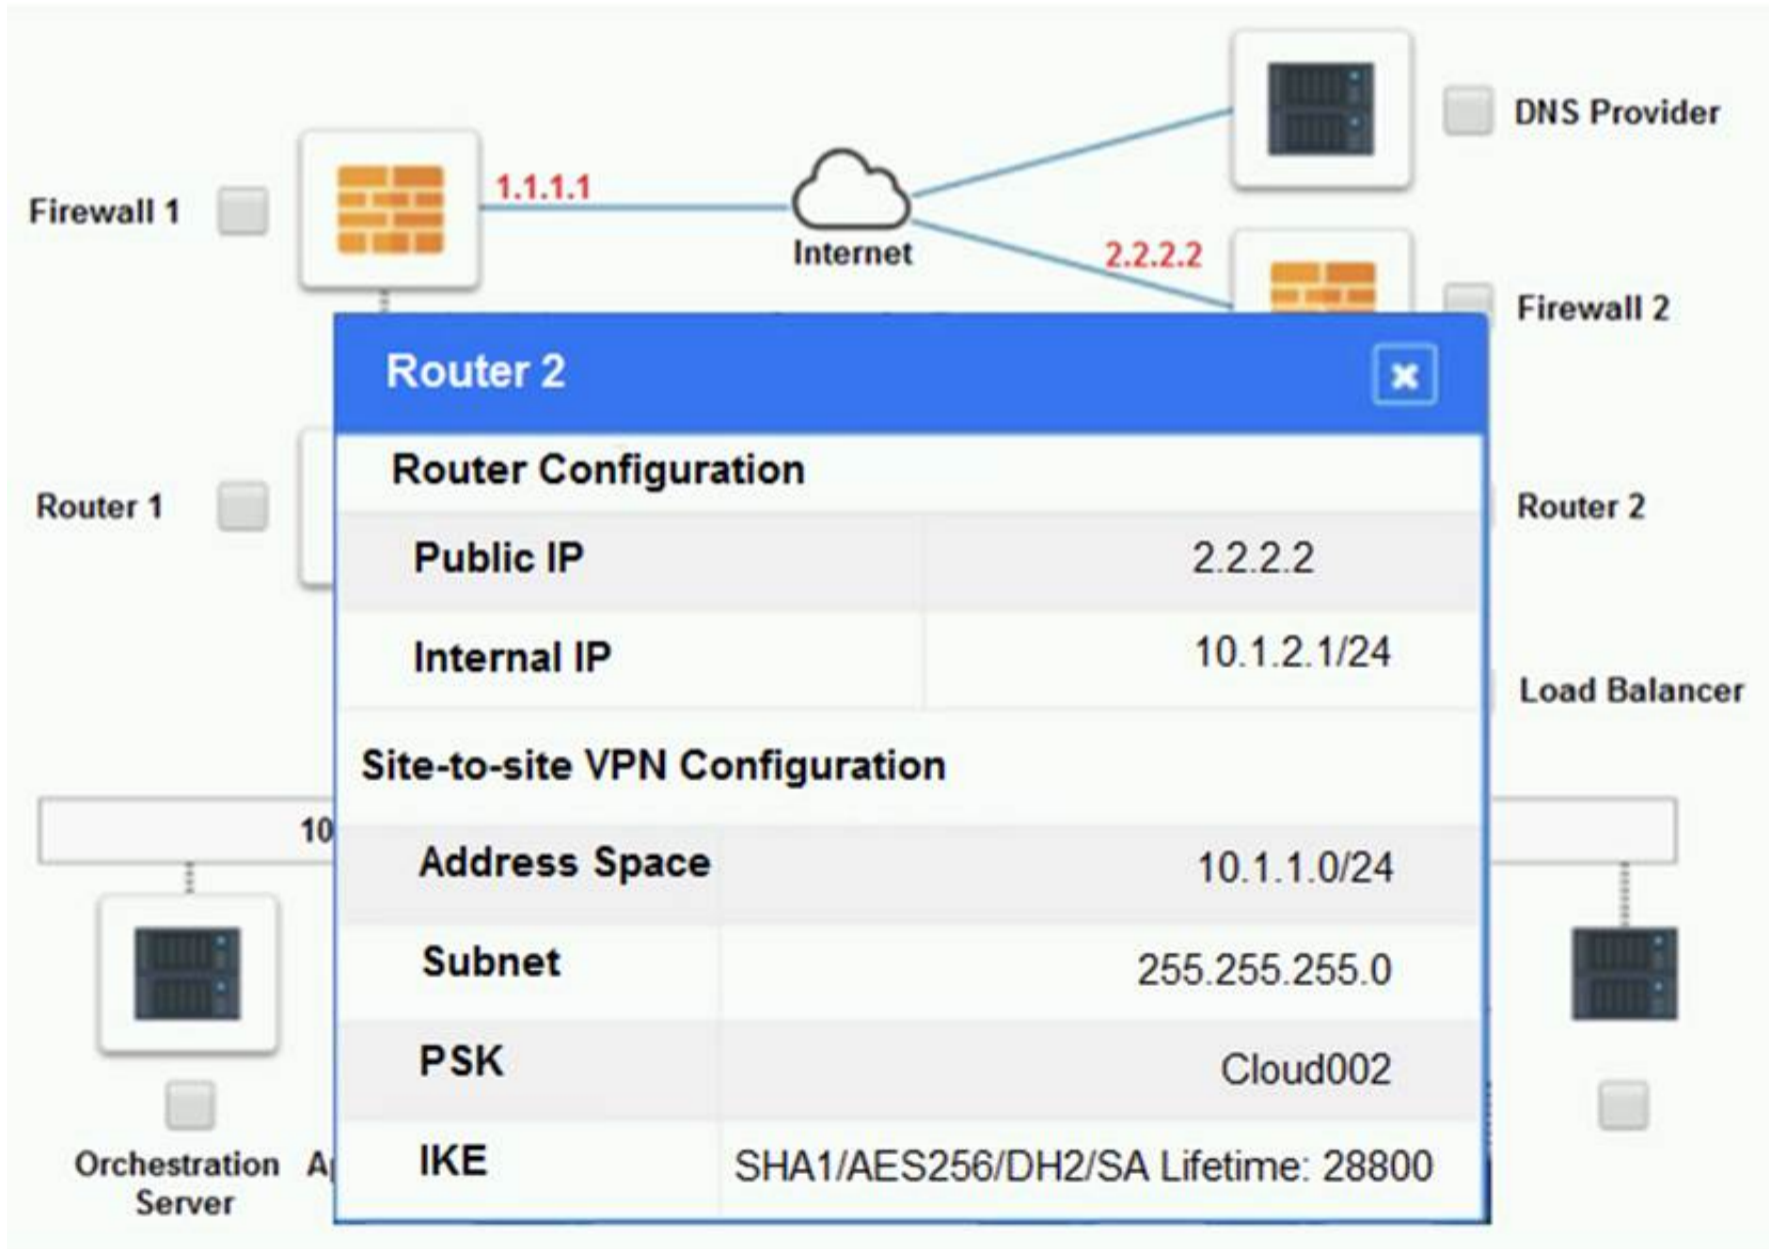 DNS Provider
1.1.1.1
Firewall 1
Internet
2.2.2.2
Firewall 2
Router 2
Router Configuration
Router 1
Router 2
Public IP 2.2.2.2
Internal IP 10.1.2.1/24
Load Balancer
Site-to-site VPN Configuration
10
Address Space 10.1.1.0/24
Subnet 255.255.255.0
PSK Cloud002
IKE SHA1/AES256/DH2/SA Lifetime: 28800
Orchestration
Server